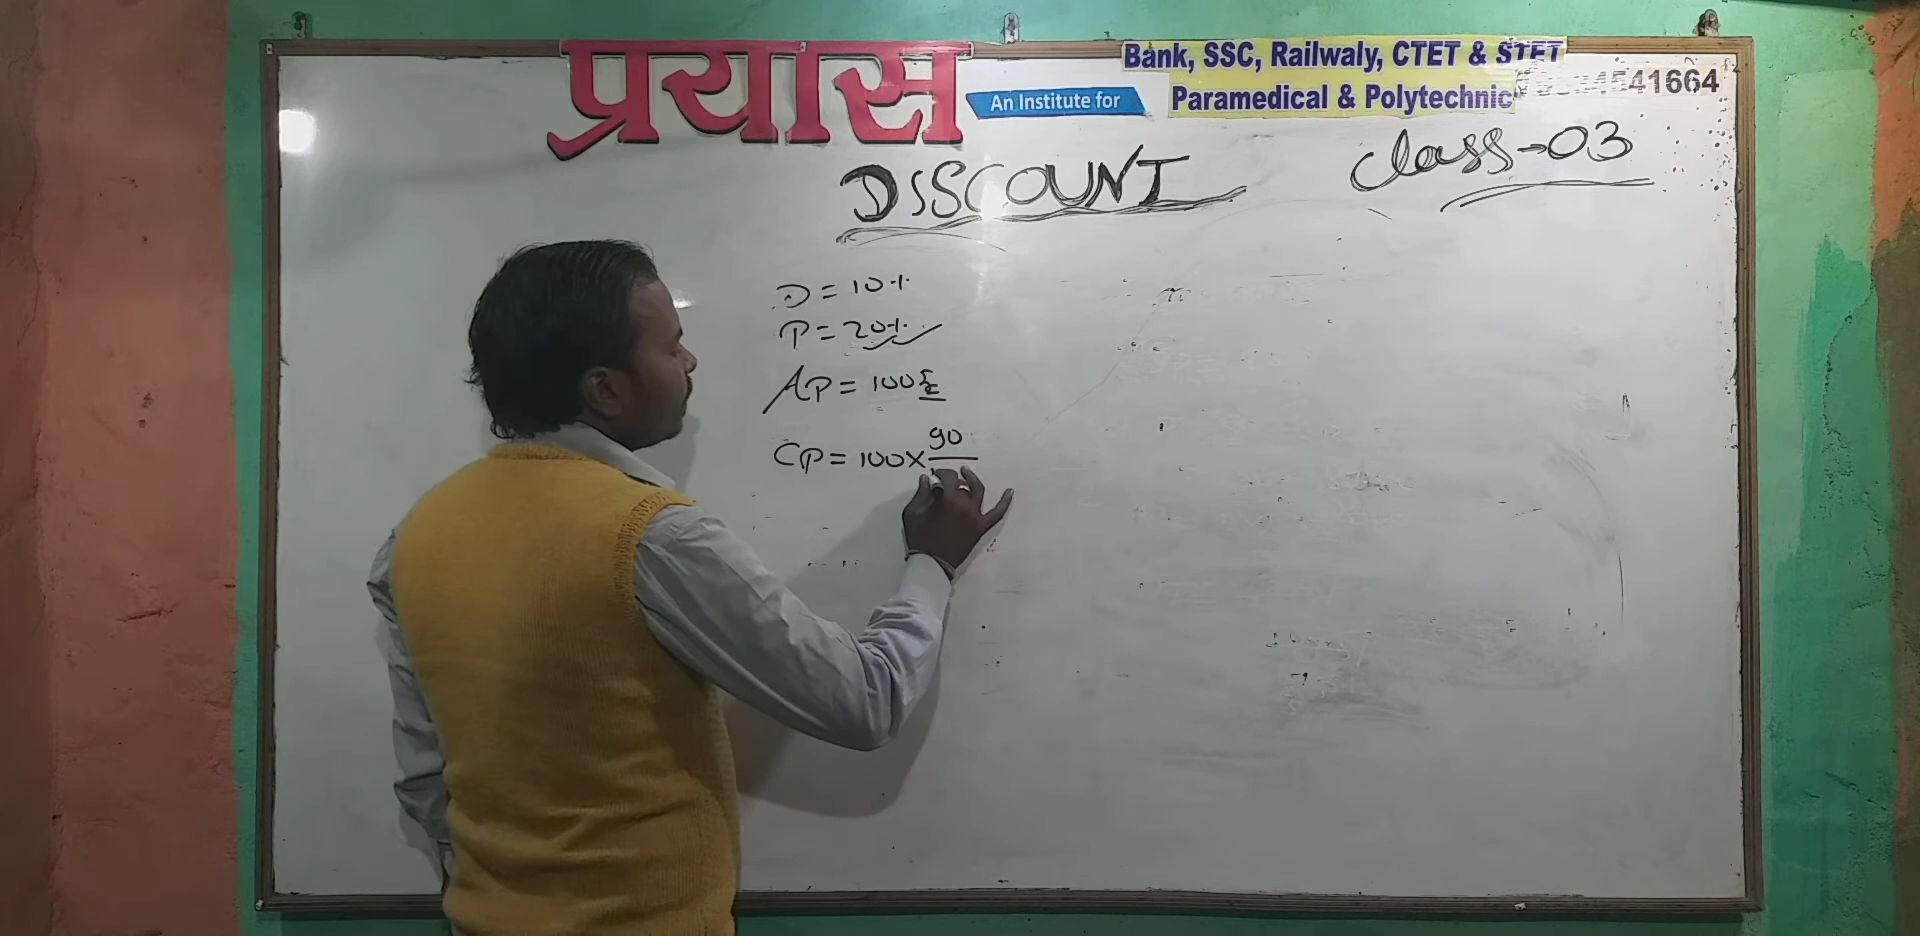 प्रयास
An Institute for
Bank, SSC, Railwaly, CTET & STET
Paramedical & Polytechnic
41664
DISCOUNT
Class-03
D = 10%
P = 20%
AP = 100
CP = 100 × 90